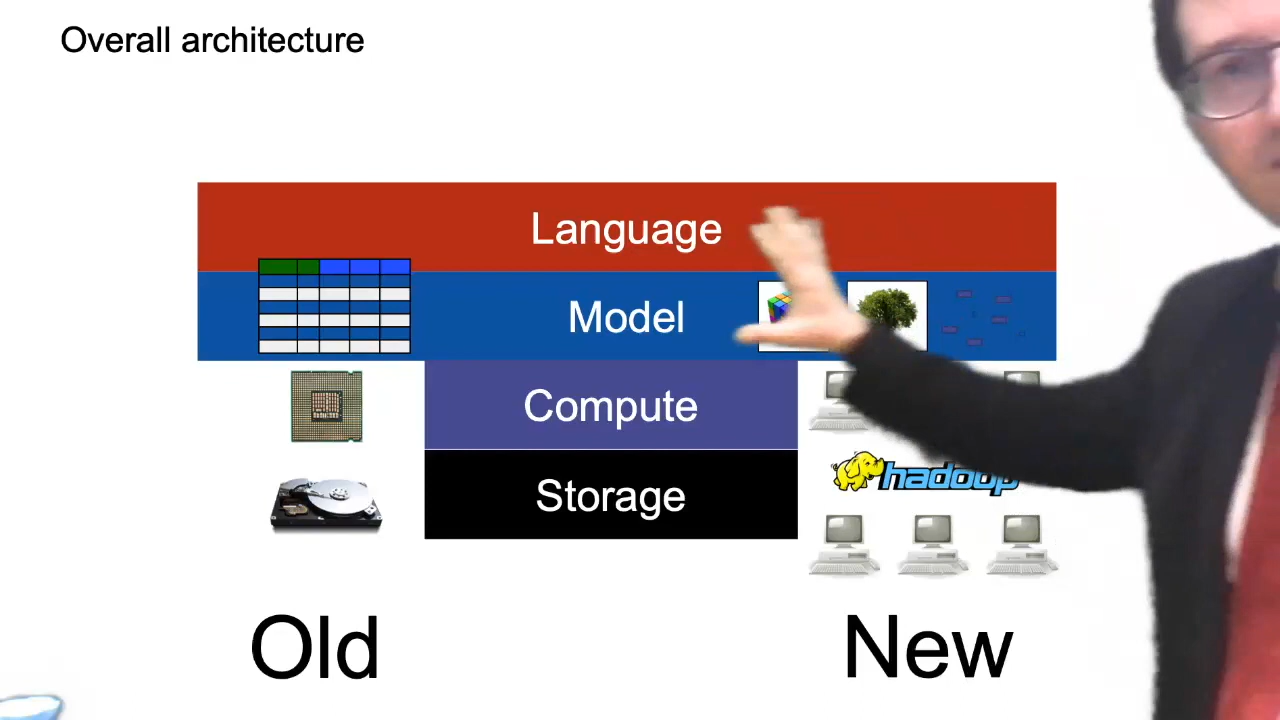 Overall architecture
Language
Model
Compute
Storage
hadoop
Old
New